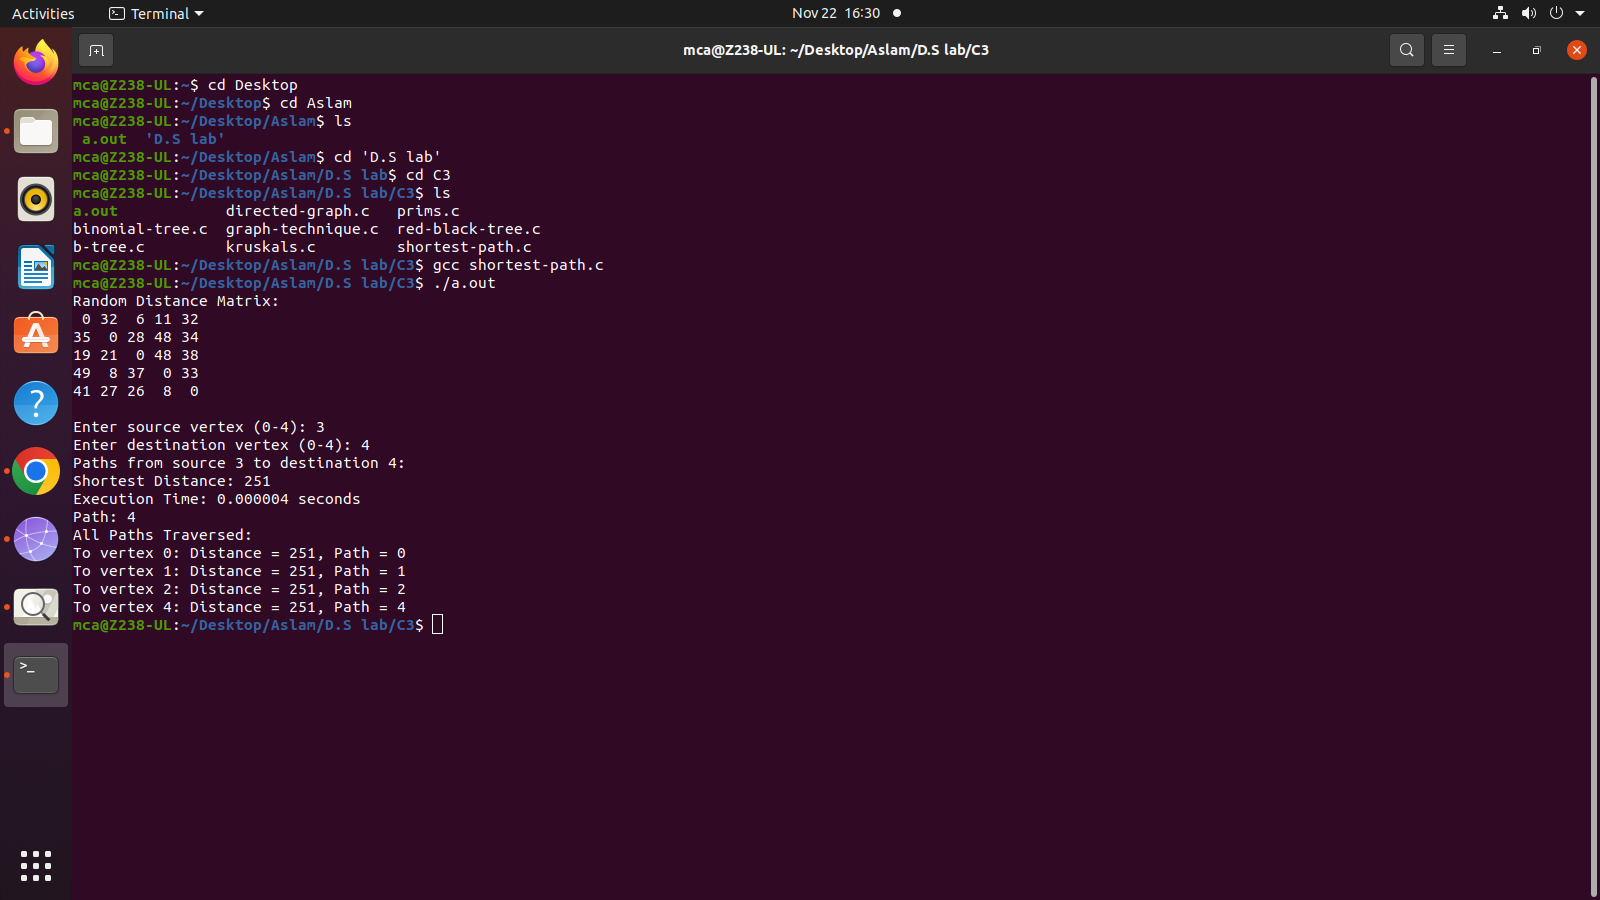 Activities
Terminal
Nov 22 16:30
mca@Z238-UL: ~/Desktop/Aslam/D.S lab/C3
mca@Z238-UL:~$ cd Desktop
mca@Z238-UL:~/Desktop$ cd Aslam
mca@Z238-UL:~/Desktop/Aslam$ ls
 a.out  'D.S lab'
mca@Z238-UL:~/Desktop/Aslam$ cd 'D.S lab'
mca@Z238-UL:~/Desktop/Aslam/D.S lab$ cd C3
mca@Z238-UL:~/Desktop/Aslam/D.S lab/C3$ ls
a.out            directed-graph.c   prims.c
binomial-tree.c  graph-technique.c  red-black-tree.c
b-tree.c         kruskals.c         shortest-path.c
mca@Z238-UL:~/Desktop/Aslam/D.S lab/C3$ gcc shortest-path.c
mca@Z238-UL:~/Desktop/Aslam/D.S lab/C3$ ./a.out
Random Distance Matrix:
 0 32  6 11 32
35  0 28 48 34
19 21  0 48 38
49  8 37  0 33
41 27 26  8  0
Enter source vertex (0-4): 3
Enter destination vertex (0-4): 4
Paths from source 3 to destination 4:
Shortest Distance: 251
Execution Time: 0.000004 seconds
Path: 4
All Paths Traversed:
To vertex 0: Distance = 251, Path = 0
To vertex 1: Distance = 251, Path = 1
To vertex 2: Distance = 251, Path = 2
To vertex 4: Distance = 251, Path = 4
mca@Z238-UL:~/Desktop/Aslam/D.S lab/C3$